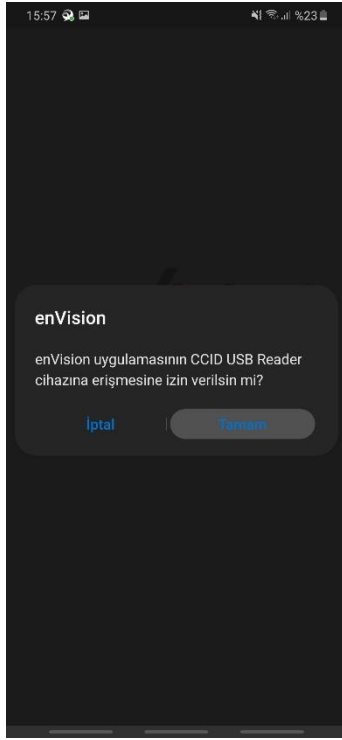 15:57 %23
enVision
enVision uygulamasının CCID USB Reader
cihazına erişmesine izin verilsin mi?
İptal Tamam